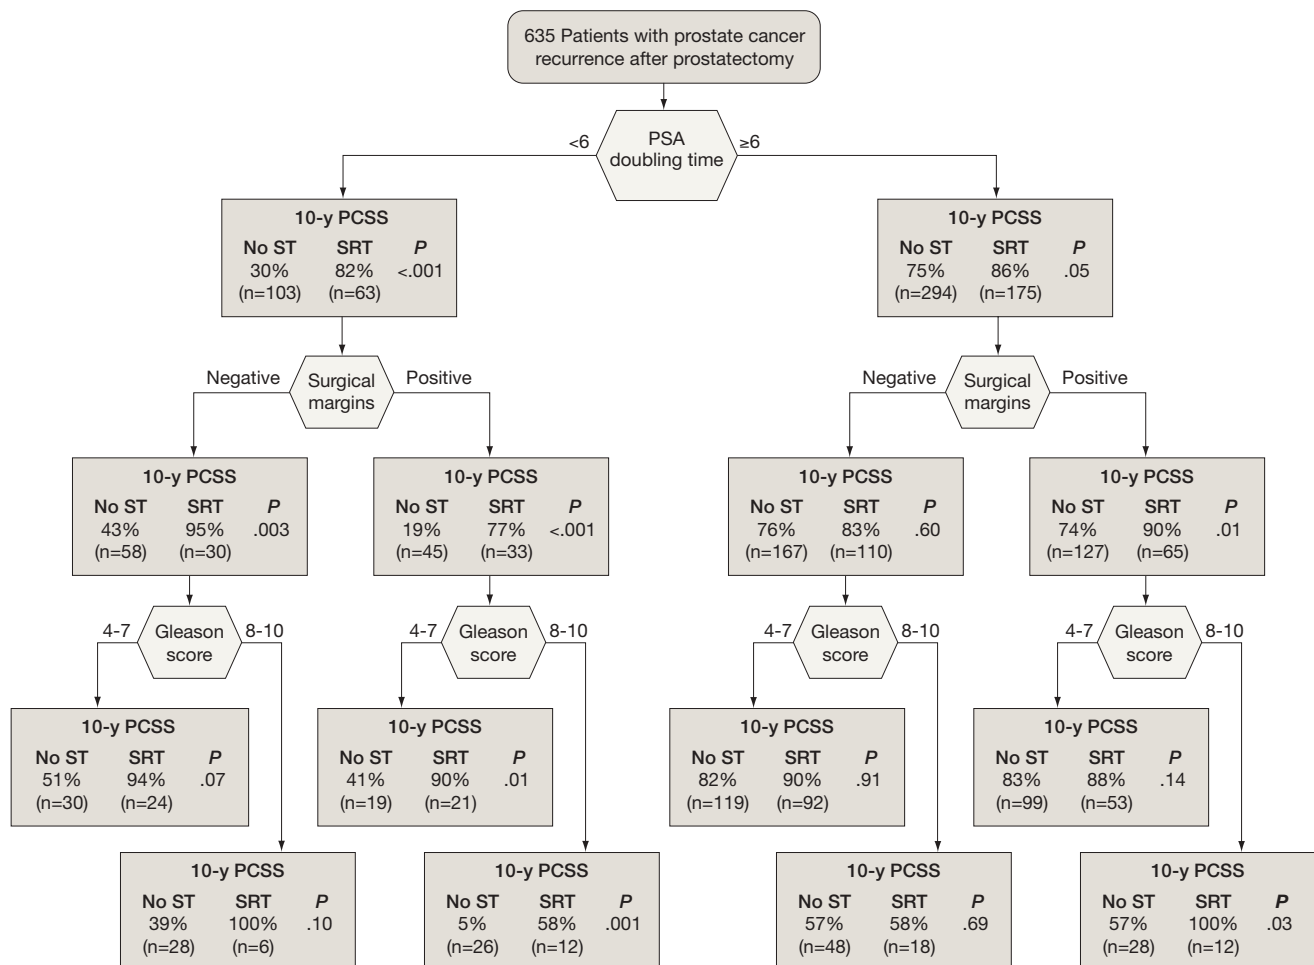 635 Patients with prostate cancer
recurrence after prostatectomy
PSA
doubling time
<6
≥6
10-y PCSS
No ST SRT P
30% 82% <.001
(n=103) (n=63)
10-y PCSS
No ST SRT P
75% 86% .05
(n=294) (n=175)
Negative
Surgical
margins
Positive
Negative
Surgical
margins
Positive
10-y PCSS
No ST SRT P
43% 95% .003
(n=58) (n=30)
10-y PCSS
No ST SRT P
19% 77% <.001
(n=45) (n=33)
10-y PCSS
No ST SRT P
76% 83% .60
(n=167) (n=110)
10-y PCSS
No ST SRT P
74% 90% .01
(n=127) (n=65)
4-7
Gleason
score
8-10
4-7
Gleason
score
8-10
4-7
Gleason
score
8-10
4-7
Gleason
score
8-10
10-y PCSS
No ST SRT P
51% 94% .07
(n=30) (n=24)
10-y PCSS
No ST SRT P
41% 90% .01
(n=19) (n=21)
10-y PCSS
No ST SRT P
82% 90% .91
(n=119) (n=92)
10-y PCSS
No ST SRT P
83% 88% .14
(n=99) (n=53)
10-y PCSS
No ST SRT P
39% 100% .10
(n=28) (n=6)
10-y PCSS
No ST SRT P
5% 58% .001
(n=26) (n=12)
10-y PCSS
No ST SRT P
57% 58% .69
(n=48) (n=18)
10-y PCSS
No ST SRT P
57% 100% .03
(n=28) (n=12)